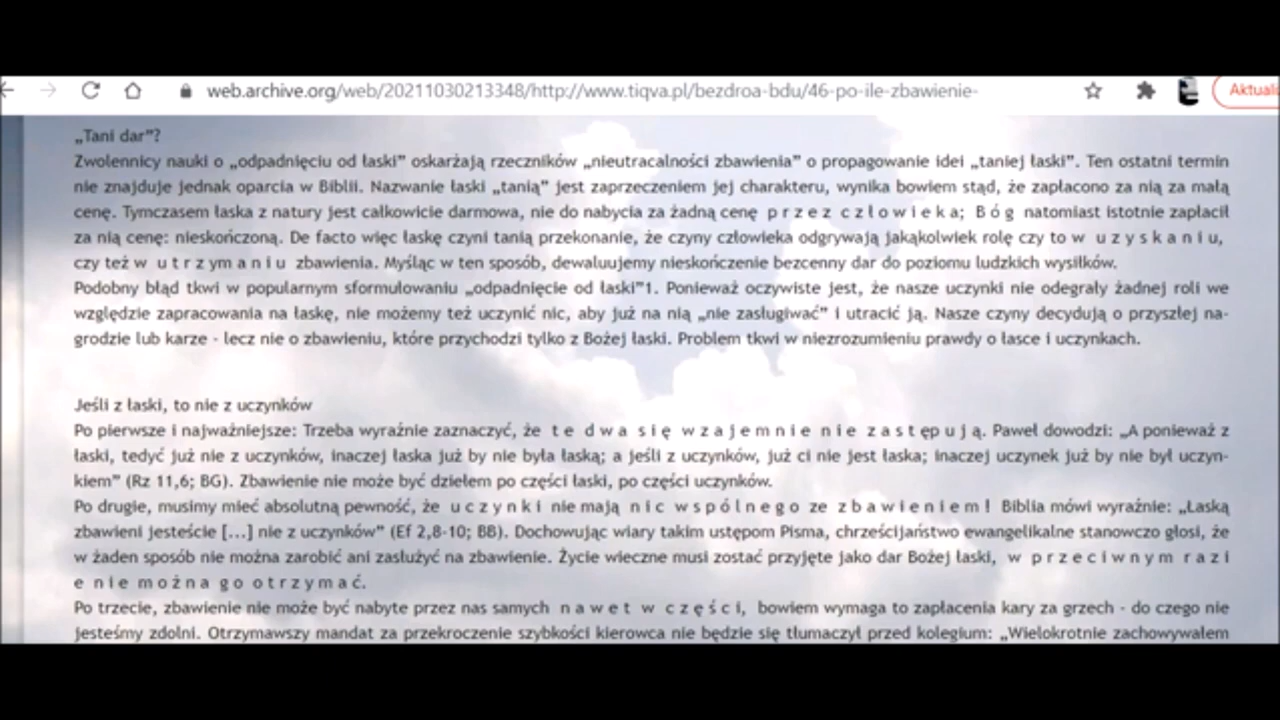 web.archive.org/web/20211030213348/http://www.tiqva.pl/bezdroa-bdu/46-po-ile-zbawienie-
„Tani dar”?
Zwolennicy nauki o „odpadnięciu od łaski” oskarżają rzeczników „nieutracalności zbawienia” o propagowanie idei „taniej łaski”. Ten ostatni termin
nie znajduje jednak oparcia w Biblii. Nazwanie łaski „tanią” jest zaprzeczeniem jej charakteru, wynika bowiem stąd, że zapłacono za nią za małą
cenę. Tymczasem łaska z natury jest całkowicie darmowa, nie do nabycia za żadną cenę p r z e z c z ł o w i e k a; B ó g natomiast istotnie zapłacił
za nią cenę: nieskończoną. De facto więc łaskę czyni tanią przekonanie, że czyny człowieka odgrywają jakąkolwiek rolę czy to w u z y s k a n i u,
czy też w u t r z y m a n i u zbawienia. Myśląc w ten sposób, dewaluujemy nieskończenie bezcenny dar do poziomu ludzkich wysiłków.
Podobny błąd tkwi w popularnym sformułowaniu „odpadnięcie od łaski”1. Ponieważ oczywiste jest, że nasze uczynki nie odegrały żadnej roli we
względzie zapracowania na łaskę, nie możemy też uczynić nic, aby już na nią „nie zasługiwać” i utracić ją. Nasze czyny decydują o przyszłej na-
grodzie lub karze - lecz nie o zbawieniu, które przychodzi tylko z Bożej łaski. Problem tkwi w niezrozumieniu prawdy o łasce i uczynkach.
Jeśli z łaski, to nie z uczynków
Po pierwsze i najważniejsze: Trzeba wyraźnie zaznaczyć, że t e d w a s i ę w z a j e m n i e n i e z a s t ę p u j ą. Paweł dowodzi: „A ponieważ z
łaski, tedyć już nie z uczynków, inaczej łaska już by nie była łaską; a jeśli z uczynków, już ci nie jest łaska; inaczej uczynek już by nie był uczyn-
kiem” (Rz 11,6; BG). Zbawienie nie może być dziełem po części łaski, po części uczynków.
Po drugie, musimy mieć absolutną pewność, że u c z y n k i nie mają n i c w s p ó l n e g o ze z b a w i e n i e m ! Biblia mówi wyraźnie: „Łaską
zbawieni jesteście [...] nie z uczynków” (Ef 2,8-10; BB). Dochowując wiary takim ustępom Pisma, chrześcijaństwo ewangelikalne stanowczo głosi, że
w żaden sposób nie można zarobić ani zasłużyć na zbawienie. Życie wieczne musi zostać przyjęte jako dar Bożej łaski, w p r z e c i w n y m r a z i
e n i e m o ż n a g o o t r z y m a ć.
Po trzecie, zbawienie nie może być nabyte przez nas samych n a w e t w c z ę ś c i, bowiem wymaga to zapłacenia kary za grzech - do czego nie
jesteśmy zdolni. Otrzymawszy mandat za przekroczenie szybkości kierowca nie będzie się tłumaczył przed kolegium: „Wielokrotnie zachowywałem